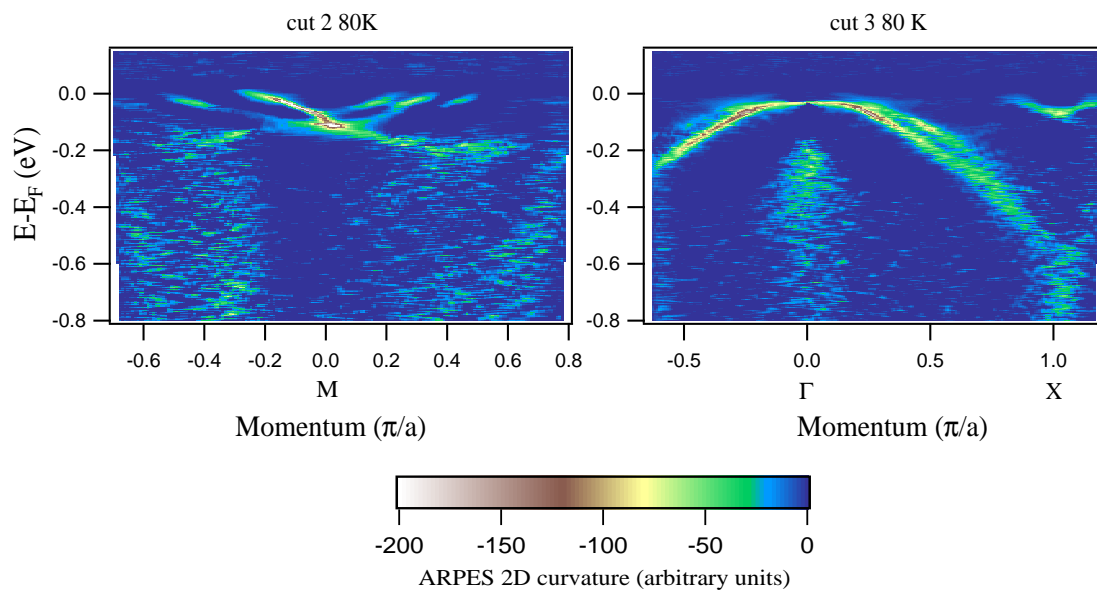 cut 2 80K
cut 3 80 K
E-E_F (eV)
0.0
-0.2
-0.4
-0.6
-0.8
-0.6 -0.4 -0.2 0.0 0.2 0.4 0.6 0.8
M
Momentum (π/a)
0.0
-0.2
-0.4
-0.6
-0.8
-0.5 0.0 0.5 1.0
Γ X
Momentum (π/a)
-200 -150 -100 -50 0
ARPES 2D curvature (arbitrary units)